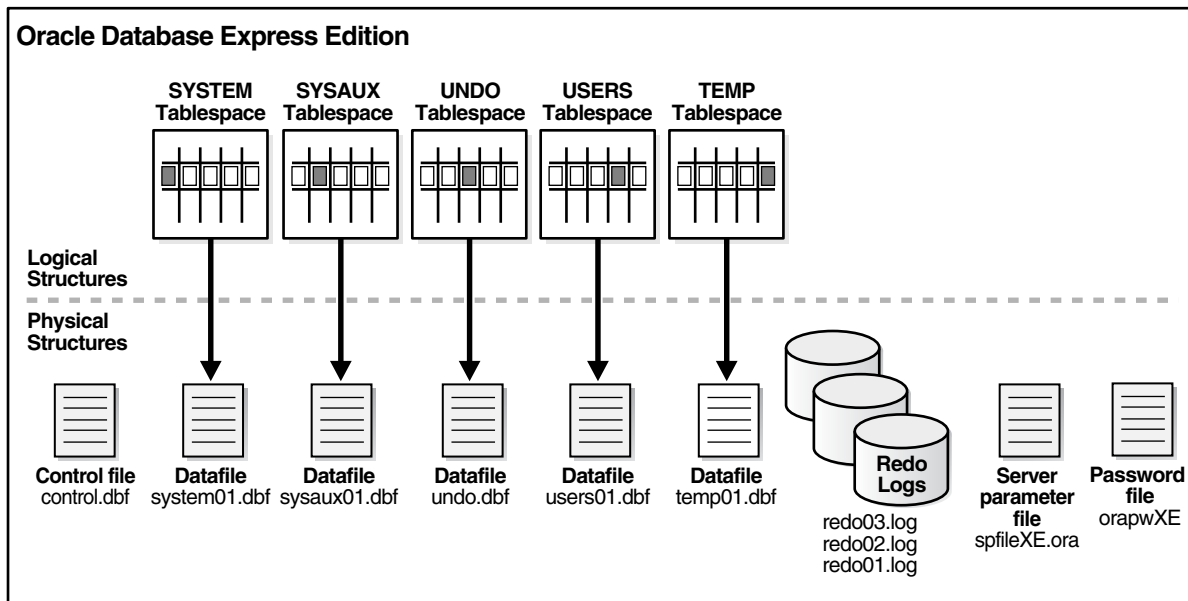 Oracle Database Express Edition
SYSTEM
Tablespace
SYSAUX
Tablespace
UNDO
Tablespace
USERS
Tablespace
TEMP
Tablespace
Logical
Structures
Physical
Structures
Control file
control.dbf
Datafile
system01.dbf
Datafile
sysaux01.dbf
Datafile
undo.dbf
Datafile
users01.dbf
Datafile
temp01.dbf
Redo
Logs
redo03.log
redo02.log
redo01.log
Server
parameter
file
spfileXE.ora
Password
file
orapwXE